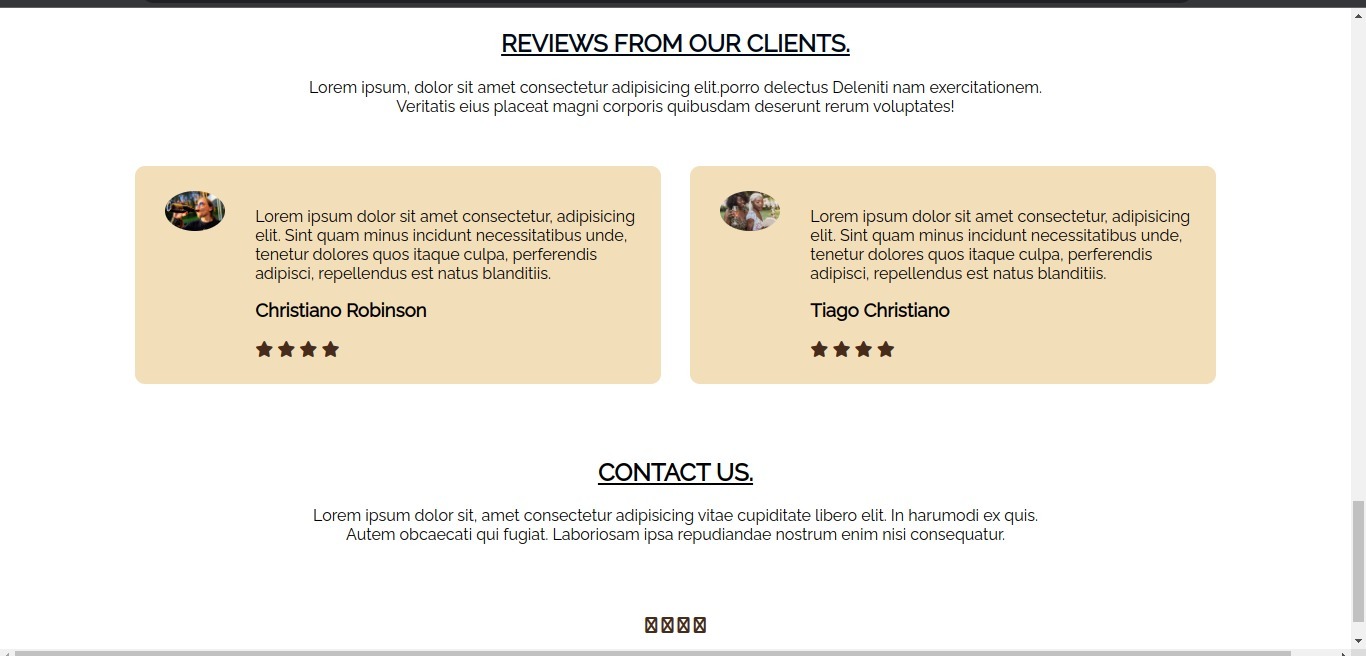 REVIEWS FROM OUR CLIENTS.
Lorem ipsum, dolor sit amet consectetur adipisicing elit.porro delectus Deleniti nam exercitationem.
Veritatis eius placeat magni corporis quibusdam deserunt rerum voluptates!
Lorem ipsum dolor sit amet consectetur, adipisicing
elit. Sint quam minus incidunt necessitatibus unde,
tenetur dolores quos itaque culpa, perferendis
adipisci, repellendus est natus blanditiis.
Christiano Robinson
Lorem ipsum dolor sit amet consectetur, adipisicing
elit. Sint quam minus incidunt necessitatibus unde,
tenetur dolores quos itaque culpa, perferendis
adipisci, repellendus est natus blanditiis.
Tiago Christiano
CONTACT US.
Lorem ipsum dolor sit, amet consectetur adipisicing vitae cupiditate libero elit. In harumodi ex quis.
Autem obcaecati qui fugiat. Laboriosam ipsa repudiandae nostrum enim nisi consequatur.